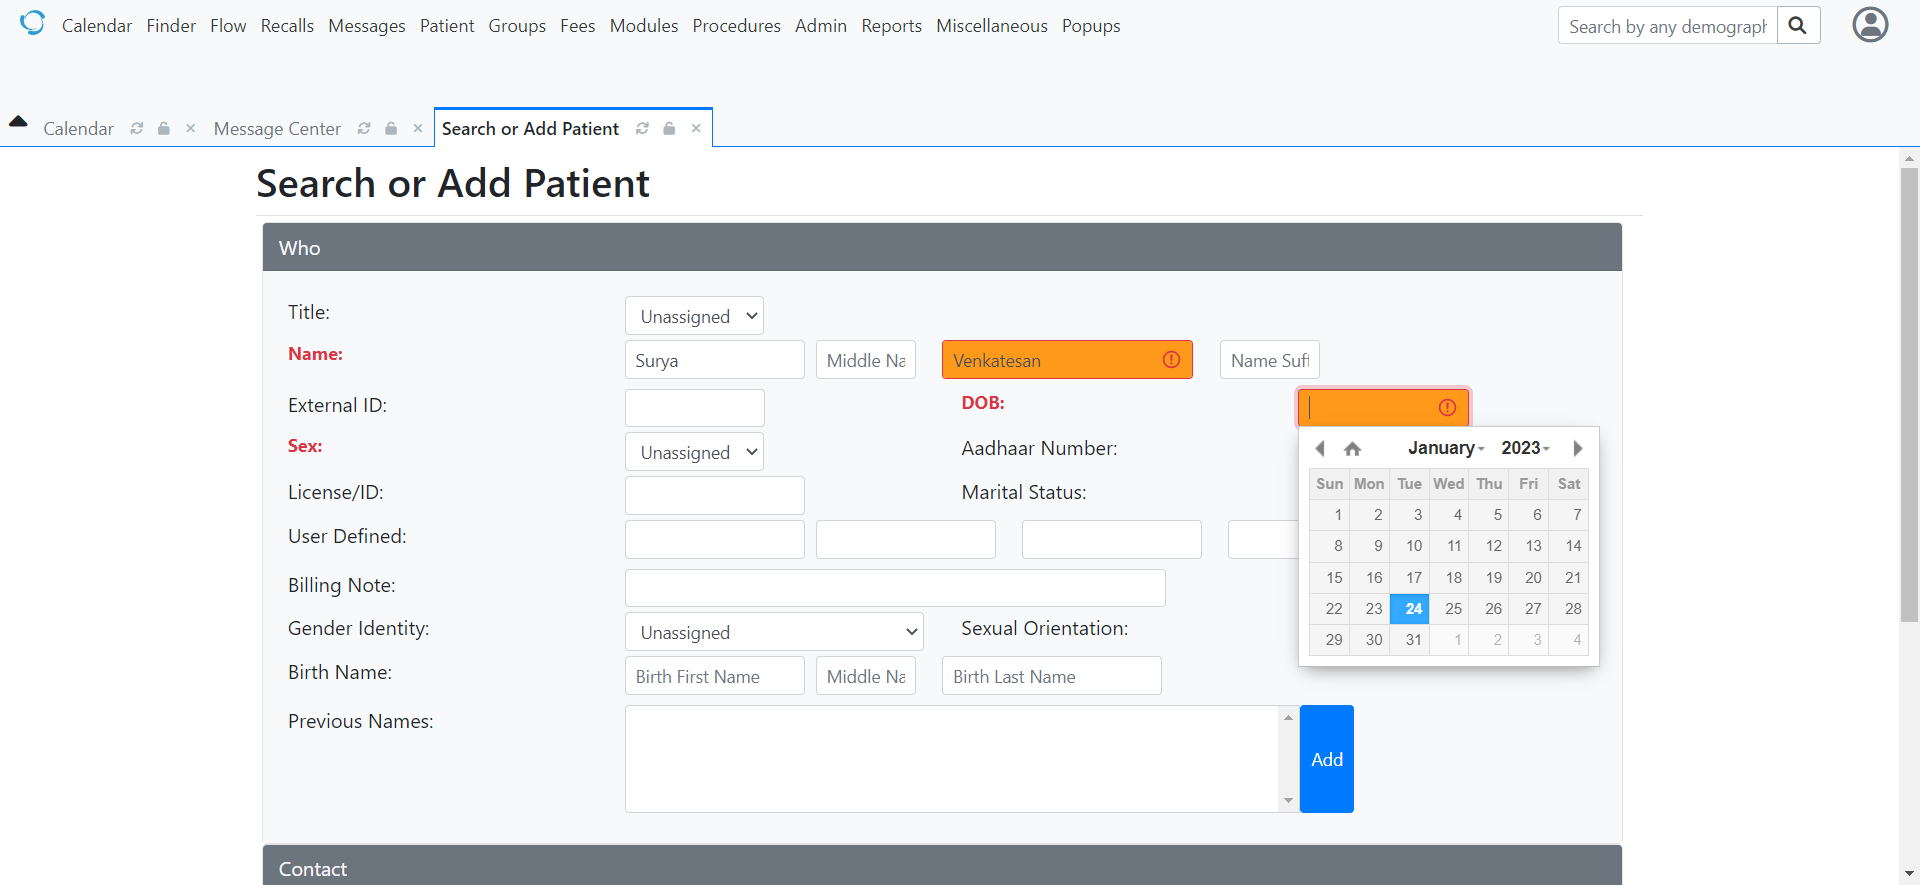 Calendar Finder Flow Recalls Messages Patient Groups Fees Modules Procedures Admin Reports Miscellaneous Popups Search by any demograph
Calendar Message Center Search or Add Patient
Search or Add Patient
Who
Title: Unassigned
Name: Surya Middle Na Venkatesan Name Suff
External ID: DOB:
Sex: Unassigned Aadhaar Number:
License/ID: Marital Status:
User Defined:
Billing Note:
Gender Identity: Unassigned Sexual Orientation:
Birth Name: Birth First Name Middle Na Birth Last Name
Previous Names:
Add
January 2023
Sun Mon Tue Wed Thu Fri Sat
1 2 3 4 5 6 7
8 9 10 11 12 13 14
15 16 17 18 19 20 21
22 23 24 25 26 27 28
29 30 31 1 2 3 4
Contact